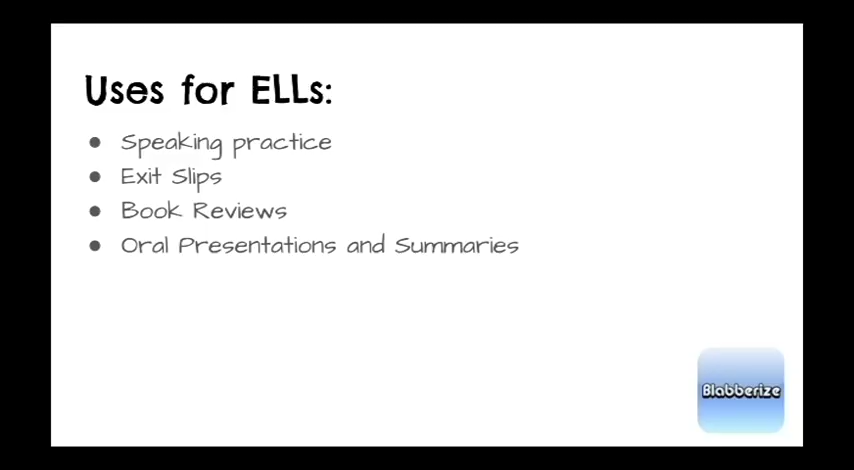 Uses for ELLs:
● Speaking practice
● Exit Slips
● Book Reviews
● Oral Presentations and Summaries
Blabberize